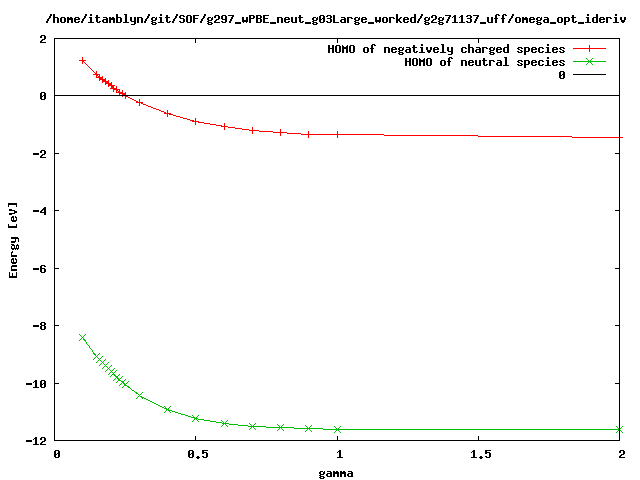 /home/itamblyn/git/SOF/g297_wPBE_neut_g03Large_worked/g2g71137_uff/omega_opt_ideriv
HOMO of negatively charged species
HOMO of neutral species
0
2
0
-2
-4
-6
-8
-10
-12
Energy [eV]
0 0.5 1 1.5 2
gamma